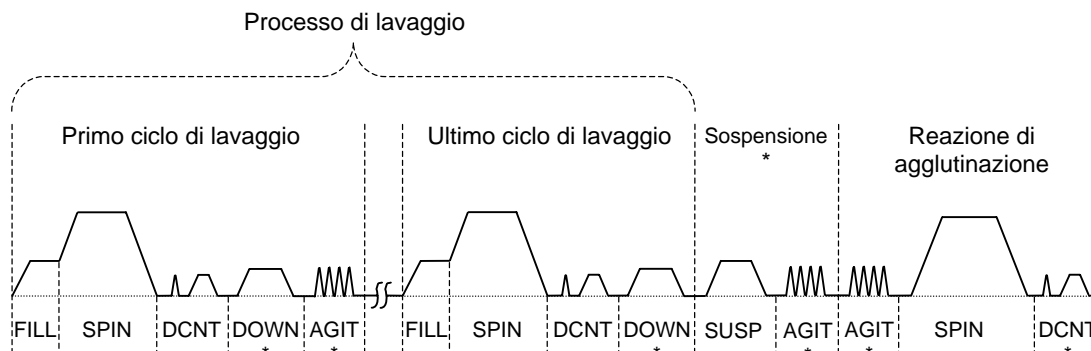 Processo di lavaggio
Primo ciclo di lavaggio
Ultimo ciclo di lavaggio
Sospensione
*
Reazione di
agglutinazione
FILL SPIN DCNT DOWN AGIT FILL SPIN DCNT DOWN SUSP AGIT AGIT SPIN DCNT
* * * * * *